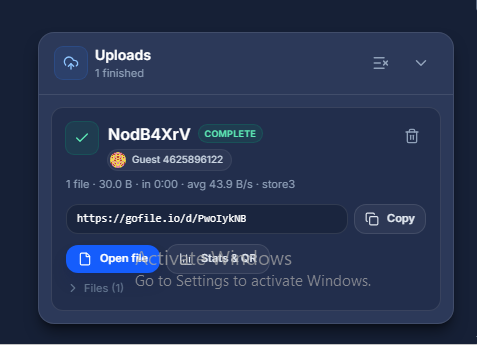 Uploads
1 finished
NodB4XrV COMPLETE
Guest 4625896122
1 file · 30.0 B · in 0:00 · avg 43.9 B/s · store3
https://gofile.io/d/PwoIykNB Copy
Open file Stats & QR
Activate Windows
Files (1)
Go to Settings to activate Windows.